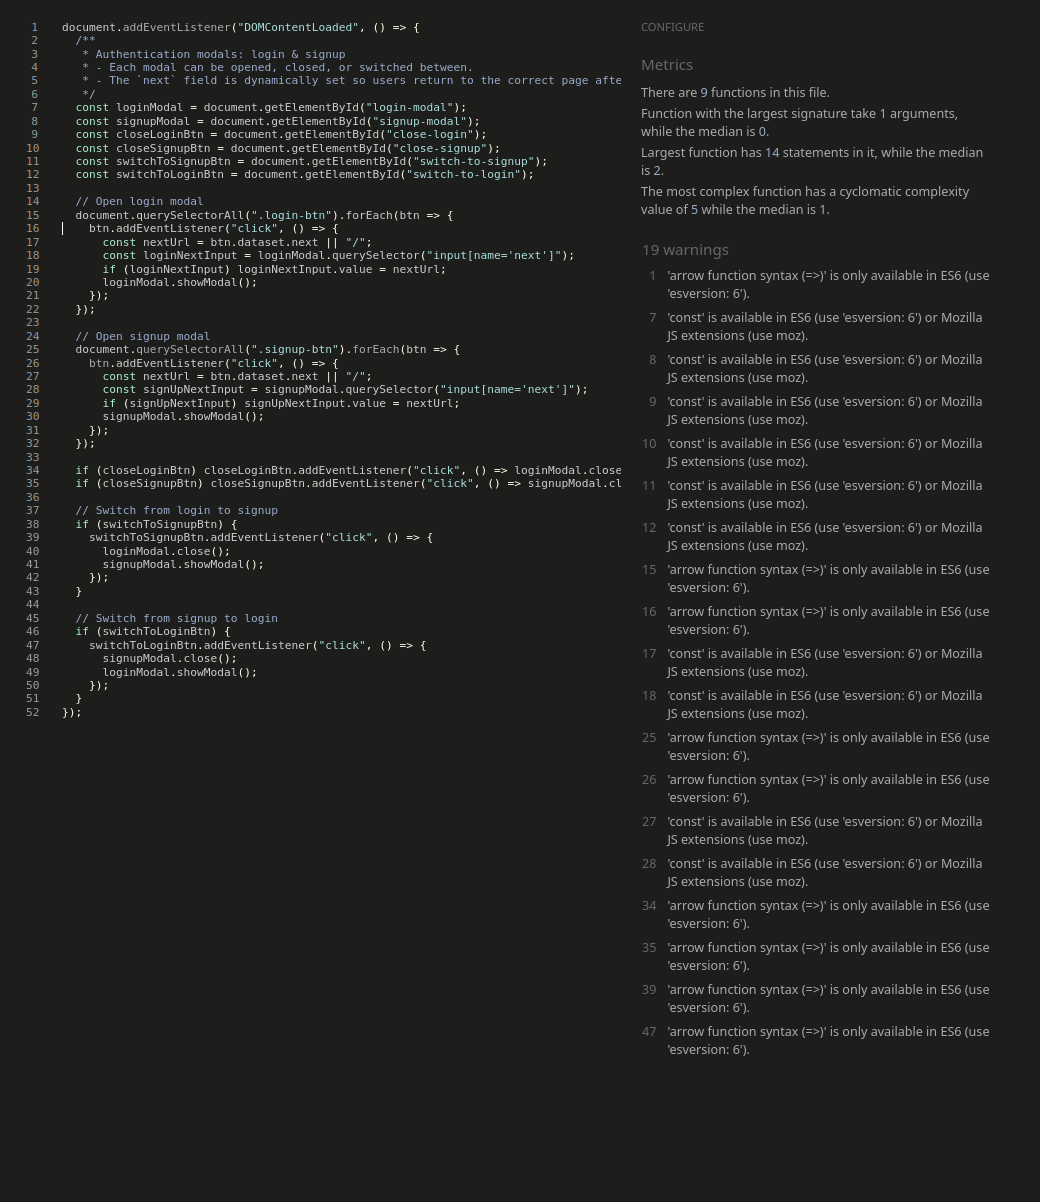 1 document.addEventListener("DOMContentLoaded", () => {
2   /**
3    * Authentication modals: login & signup
4    * - Each modal can be opened, closed, or switched between.
5    * - The `next` field is dynamically set so users return to the correct page afte
6    */
7   const loginModal = document.getElementById("login-modal");
8   const signupModal = document.getElementById("signup-modal");
9   const closeLoginBtn = document.getElementById("close-login");
10   const closeSignupBtn = document.getElementById("close-signup");
11   const switchToSignupBtn = document.getElementById("switch-to-signup");
12   const switchToLoginBtn = document.getElementById("switch-to-login");
13
14   // Open login modal
15   document.querySelectorAll(".login-btn").forEach(btn => {
16     btn.addEventListener("click", () => {
17       const nextUrl = btn.dataset.next || "/";
18       const loginNextInput = loginModal.querySelector("input[name='next']");
19       if (loginNextInput) loginNextInput.value = nextUrl;
20       loginModal.showModal();
21     });
22   });
23
24   // Open signup modal
25   document.querySelectorAll(".signup-btn").forEach(btn => {
26     btn.addEventListener("click", () => {
27       const nextUrl = btn.dataset.next || "/";
28       const signUpNextInput = signupModal.querySelector("input[name='next']");
29       if (signUpNextInput) signUpNextInput.value = nextUrl;
30       signupModal.showModal();
31     });
32   });
33
34   if (closeLoginBtn) closeLoginBtn.addEventListener("click", () => loginModal.close
35   if (closeSignupBtn) closeSignupBtn.addEventListener("click", () => signupModal.cl
36
37   // Switch from login to signup
38   if (switchToSignupBtn) {
39     switchToSignupBtn.addEventListener("click", () => {
40       loginModal.close();
41       signupModal.showModal();
42     });
43   }
44
45   // Switch from signup to login
46   if (switchToLoginBtn) {
47     switchToLoginBtn.addEventListener("click", () => {
48       signupModal.close();
49       loginModal.showModal();
50     });
51   }
52 });
CONFIGURE
Metrics
There are 9 functions in this file.
Function with the largest signature take 1 arguments,
while the median is 0.
Largest function has 14 statements in it, while the median
is 2.
The most complex function has a cyclomatic complexity
value of 5 while the median is 1.
19 warnings
1 'arrow function syntax (=>)' is only available in ES6 (use
'esversion: 6').
7 'const' is available in ES6 (use 'esversion: 6') or Mozilla
JS extensions (use moz).
8 'const' is available in ES6 (use 'esversion: 6') or Mozilla
JS extensions (use moz).
9 'const' is available in ES6 (use 'esversion: 6') or Mozilla
JS extensions (use moz).
10 'const' is available in ES6 (use 'esversion: 6') or Mozilla
JS extensions (use moz).
11 'const' is available in ES6 (use 'esversion: 6') or Mozilla
JS extensions (use moz).
12 'const' is available in ES6 (use 'esversion: 6') or Mozilla
JS extensions (use moz).
15 'arrow function syntax (=>)' is only available in ES6 (use
'esversion: 6').
16 'arrow function syntax (=>)' is only available in ES6 (use
'esversion: 6').
17 'const' is available in ES6 (use 'esversion: 6') or Mozilla
JS extensions (use moz).
18 'const' is available in ES6 (use 'esversion: 6') or Mozilla
JS extensions (use moz).
25 'arrow function syntax (=>)' is only available in ES6 (use
'esversion: 6').
26 'arrow function syntax (=>)' is only available in ES6 (use
'esversion: 6').
27 'const' is available in ES6 (use 'esversion: 6') or Mozilla
JS extensions (use moz).
28 'const' is available in ES6 (use 'esversion: 6') or Mozilla
JS extensions (use moz).
34 'arrow function syntax (=>)' is only available in ES6 (use
'esversion: 6').
35 'arrow function syntax (=>)' is only available in ES6 (use
'esversion: 6').
39 'arrow function syntax (=>)' is only available in ES6 (use
'esversion: 6').
47 'arrow function syntax (=>)' is only available in ES6 (use
'esversion: 6').